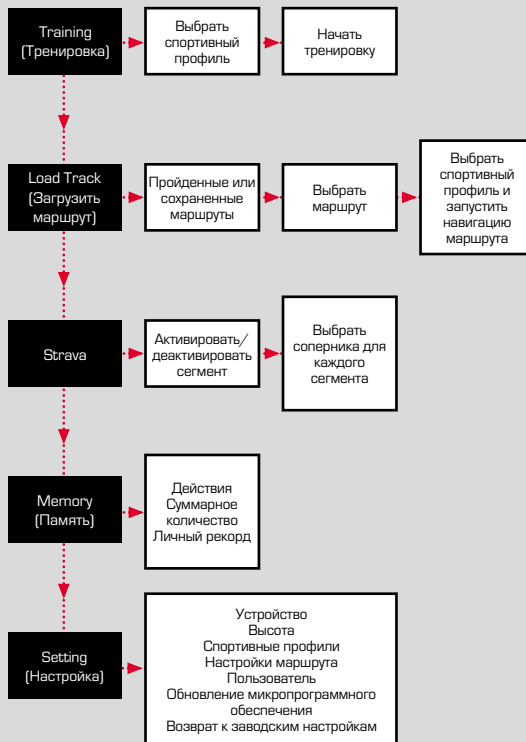 Training
(Тренировка)
Выбрать
спортивный
профиль
Начать
тренировку
Load Track
(Загрузить
маршрут)
Пройденные или
сохраненные
маршруты
Выбрать
маршрут
Выбрать
спортивный
профиль и
запустить
навигацию
маршрута
Strava
Активировать/
деактивировать
сегмент
Выбрать
соперника для
каждого
сегмента
Memory
(Память)
Действия
Суммарное
количество
Личный рекорд
Setting
(Настройка)
Устройство
Высота
Спортивные профили
Настройки маршрута
Пользователь
Обновление микропрограммного
обеспечения
Возврат к заводским настройкам